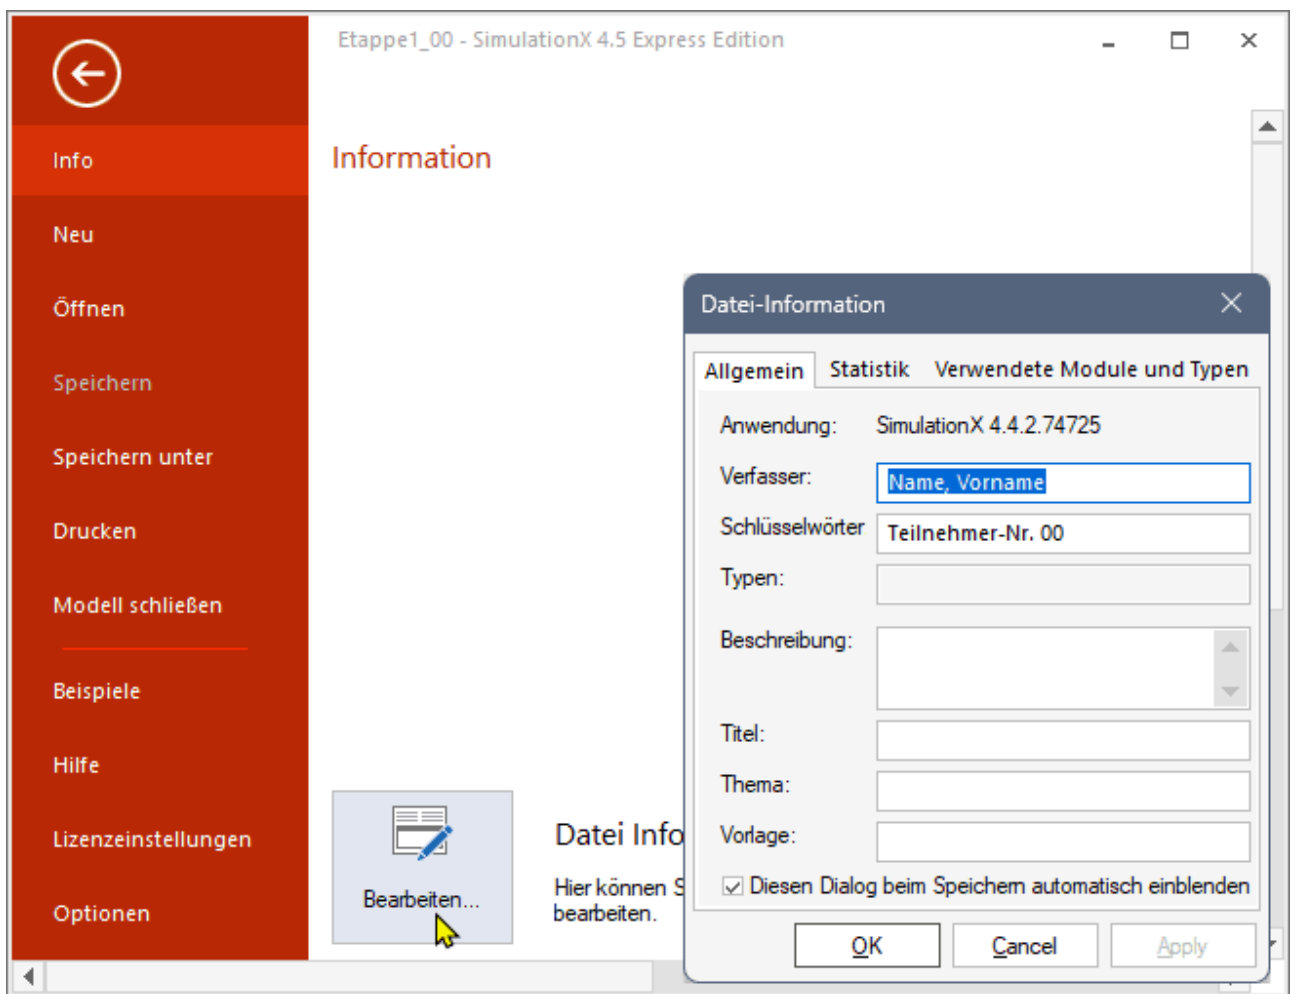 Etappe1_00 - SimulationX 4.5 Express Edition
Info
Neu
Öffnen
Speichern
Speichern unter
Drucken
Modell schließen
Beispiele
Hilfe
Lizenzeinstellungen
Optionen
Information
Bearbeiten...
Datei Info
Hier können S
bearbeiten.
Datei-Information
Allgemein Statistik Verwendete Module und Typen
Anwendung: SimulationX 4.4.2.74725
Verfasser: Name, Vorname
Schlüsselwörter Teilnehmer-Nr. 00
Typen:
Beschreibung:
Titel:
Thema:
Vorlage:
Diesen Dialog beim Speichern automatisch einblenden
OK Cancel Apply